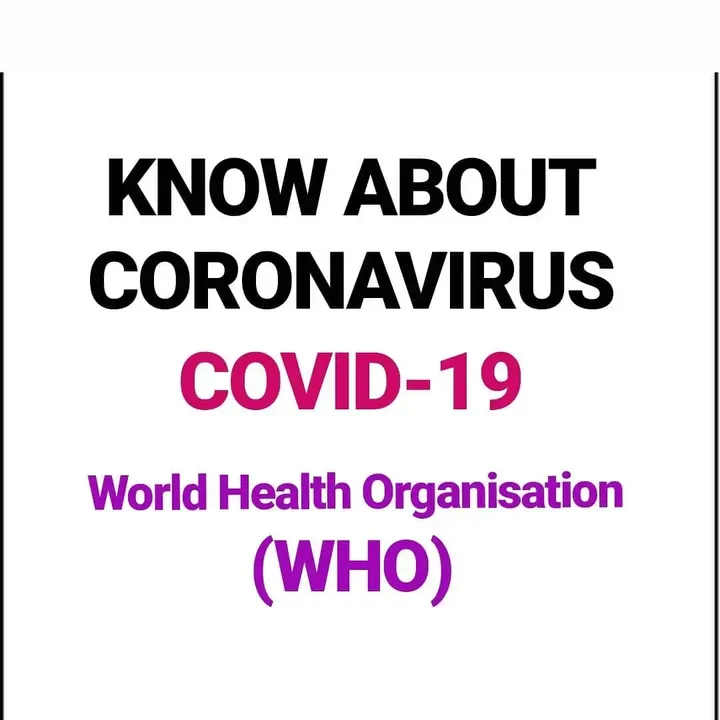 KNOW ABOUT
CORONAVIRUS
COVID-19
World Health Organisation
(WHO)